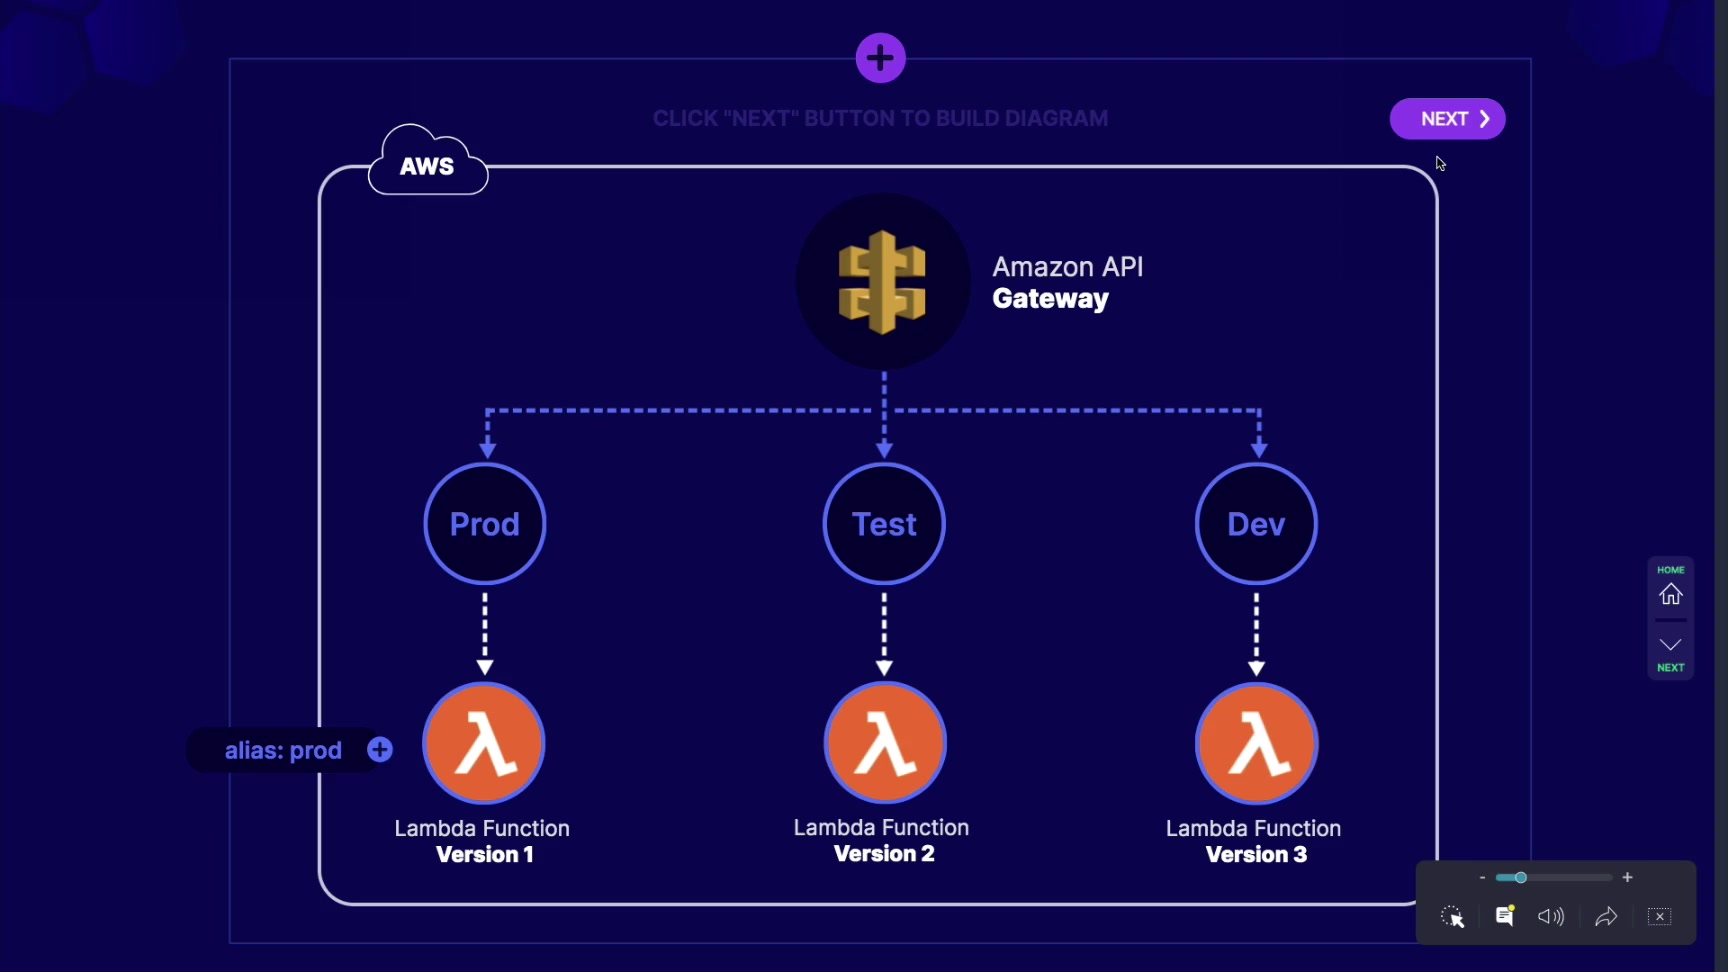 CLICK "NEXT" BUTTON TO BUILD DIAGRAM
NEXT
AWS
Amazon API
Gateway
Prod
Test
Dev
HOME
NEXT
alias: prod
Lambda Function
Version 1
Lambda Function
Version 2
Lambda Function
Version 3